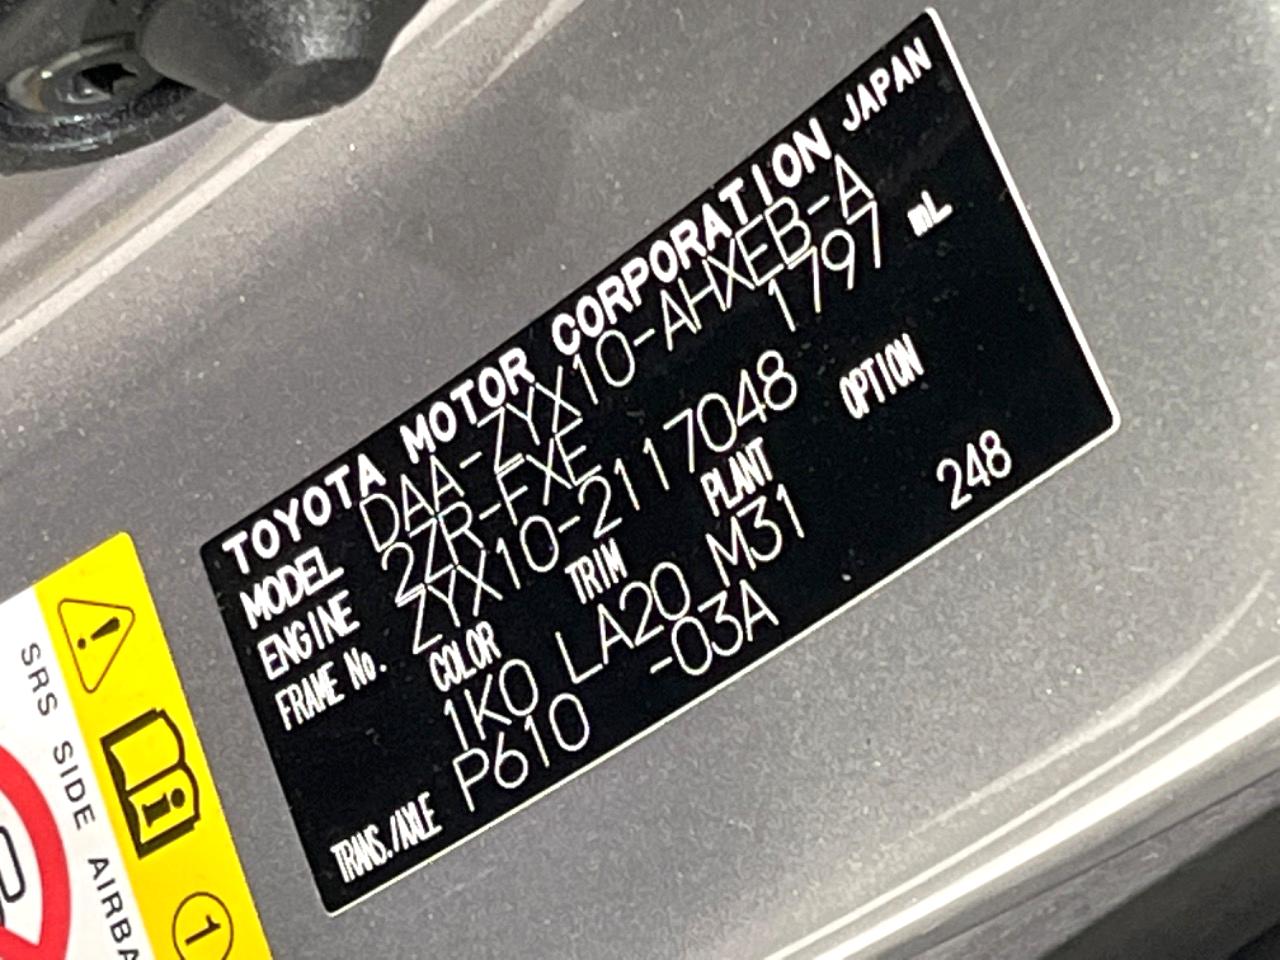 TOYOTA MOTOR CORPORATION JAPAN
MODEL DAA-ZYX10-AHXEB-A
ENGINE 2ZR-FXE 1797 mL
FRAME No. ZYX10-2117048
COLOR TRIM PLANT OPTION
1K0 LA20 M31 248
TRANS./AXLE P610 -03A
SRS SIDE AIRBA
1